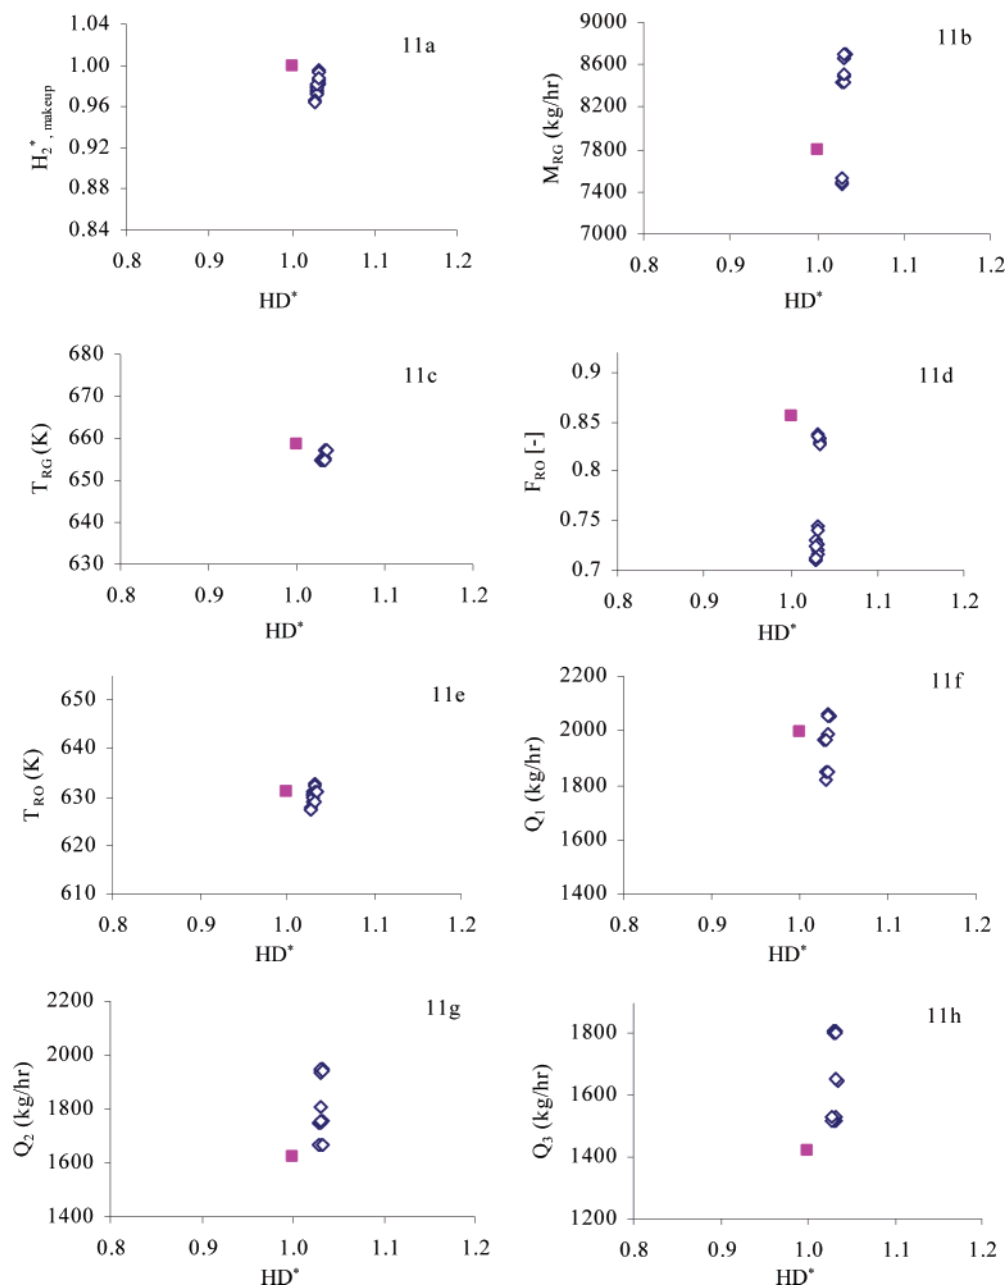 11a
1.04
1.00
0.96
0.92
0.88
0.84
H₂*, makeup
0.8 0.9 1.0 1.1 1.2
HD*
11b
9000
8600
8200
7800
7400
7000
M_RG (kg/hr)
0.8 0.9 1.0 1.1 1.2
HD*
11c
680
670
660
650
640
630
T_RG (K)
0.8 0.9 1.0 1.1 1.2
HD*
11d
0.9
0.85
0.8
0.75
0.7
F_RO [-]
0.8 0.9 1.0 1.1 1.2
HD*
11e
650
640
630
620
610
T_RO (K)
0.8 0.9 1.0 1.1 1.2
HD*
11f
2200
2000
1800
1600
1400
Q₁ (kg/hr)
0.8 0.9 1.0 1.1 1.2
HD*
11g
2200
2000
1800
1600
1400
Q₂ (kg/hr)
0.8 0.9 1.0 1.1 1.2
HD*
11h
1800
1600
1400
1200
Q₃ (kg/hr)
0.8 0.9 1.0 1.1 1.2
HD*